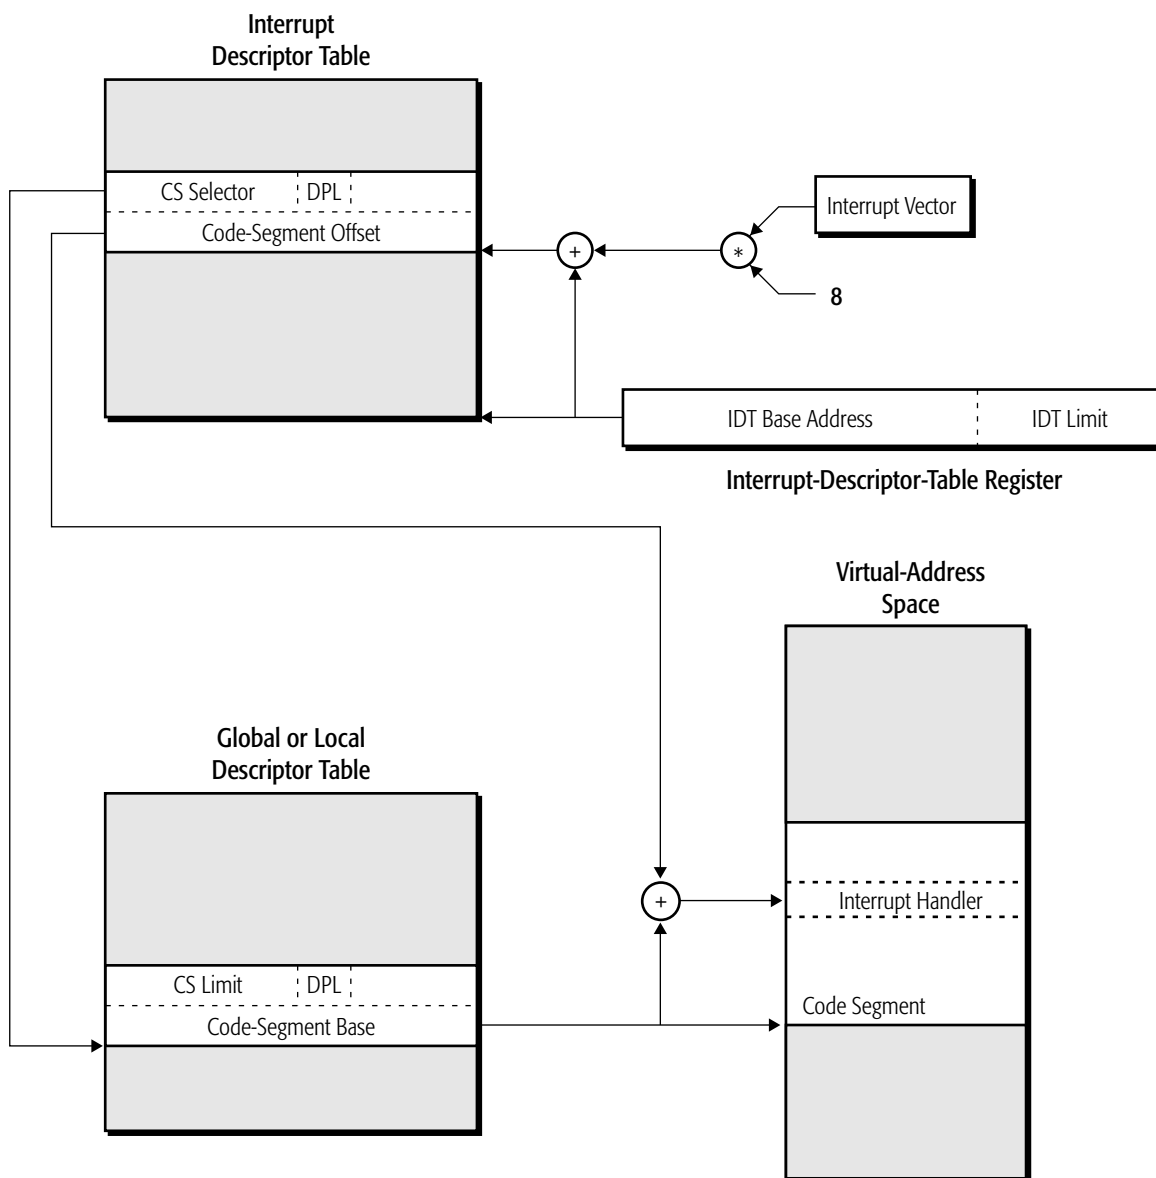 Interrupt
Descriptor Table
CS Selector DPL
Code-Segment Offset
Interrupt Vector
+
*
8
IDT Base Address IDT Limit
Interrupt-Descriptor-Table Register
Virtual-Address
Space
Global or Local
Descriptor Table
+
Interrupt Handler
CS Limit DPL
Code Segment
Code-Segment Base